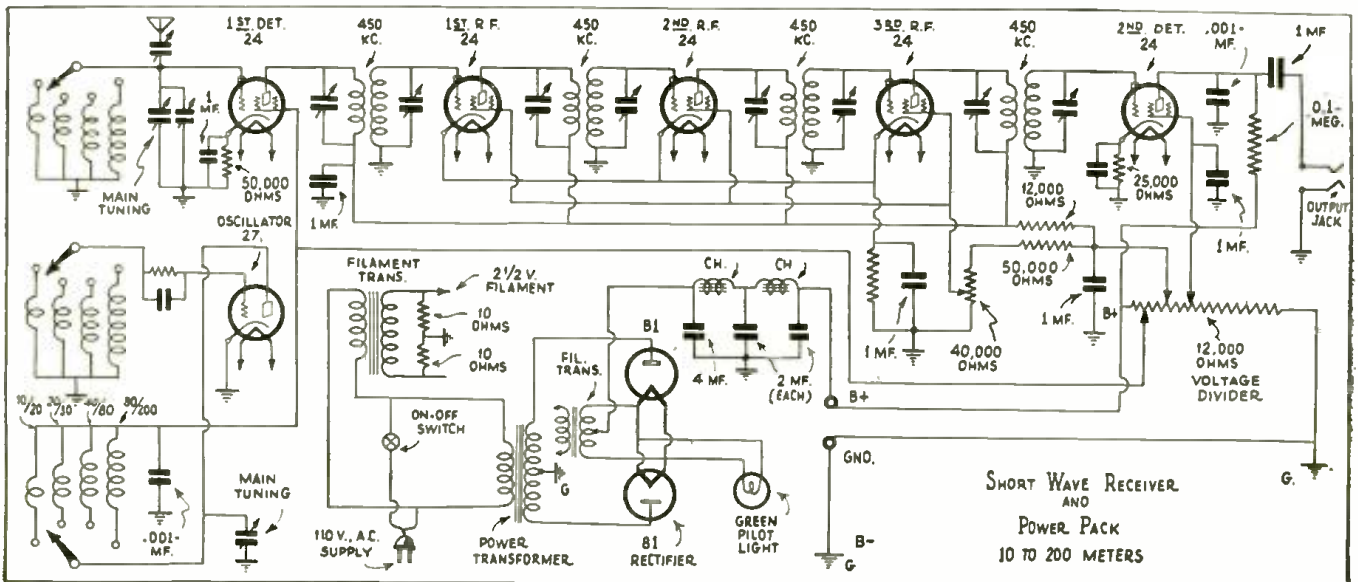 1ST. DET.
24
450
KC.
1ST. R.F.
24
450
KC.
2ND. R.F.
24
450
KC.
3RD R.F.
24
450
KC.
2ND. DET.
24
.001-
MF.
1 MF
0.1-
MEG.
1
MF.
MAIN
TUNING
50,000
OHMS
1 MF.
12,000
OHMS
25,000
OHMS
OUTPUT
JACK
OSCILLATOR
27
1 MF.
FILAMENT
TRANS.
2 1/2 V.
FILAMENT
10
OHMS
10
OHMS
CH.
CH
50,000
OHMS
1 MF.
B+
B1
FIL.
TRANS.
4 MF.
2 MF.
(EACH)
1 MF.
40,000
OHMS
12,000
OHMS
VOLTAGE
DIVIDER
10/20
40/80
80/200
ON-OFF
SWITCH
B+
G
GND.
G.
MAIN
TUNING
.001-
MF.
110 V., A.C.
SUPPLY
POWER
TRANSFORMER
81
RECTIFIER
GREEN
PILOT
LIGHT
B-
G
SHORT WAVE RECEIVER
AND
POWER PACK
10 TO 200 METERS